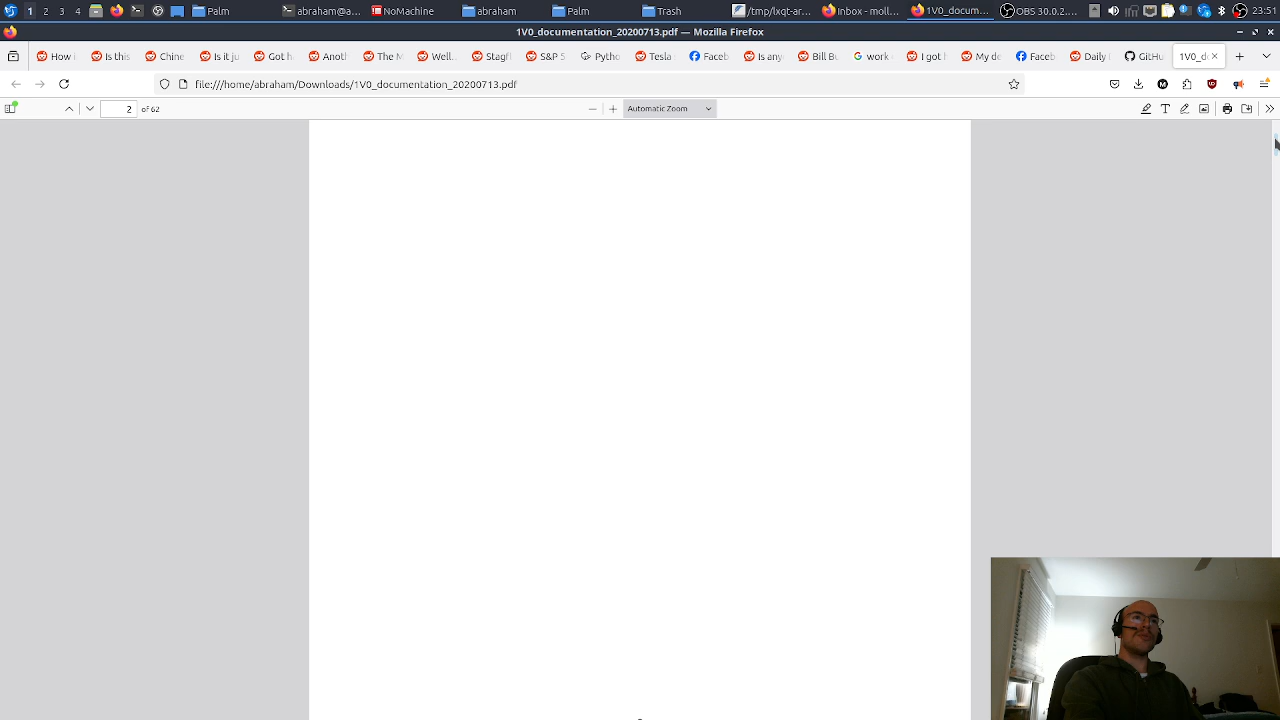 1 2 3 4 Palm abraham@a... NoMachine abraham Palm Trash /tmp/lxqt-ar... Inbox - moll... 1V0_docum... OBS 30.0.2.... 23:51
1V0_documentation_20200713.pdf — Mozilla Firefox
How i Is this Chine Is it ju Got h Anoth The M Well... Stagf S&P 5 Pytho Tesla Faceb Is any Bill Bu work I got h My de Faceb Daily GitHu 1V0_do
file:///home/abraham/Downloads/1V0_documentation_20200713.pdf
2 of 62 Automatic Zoom